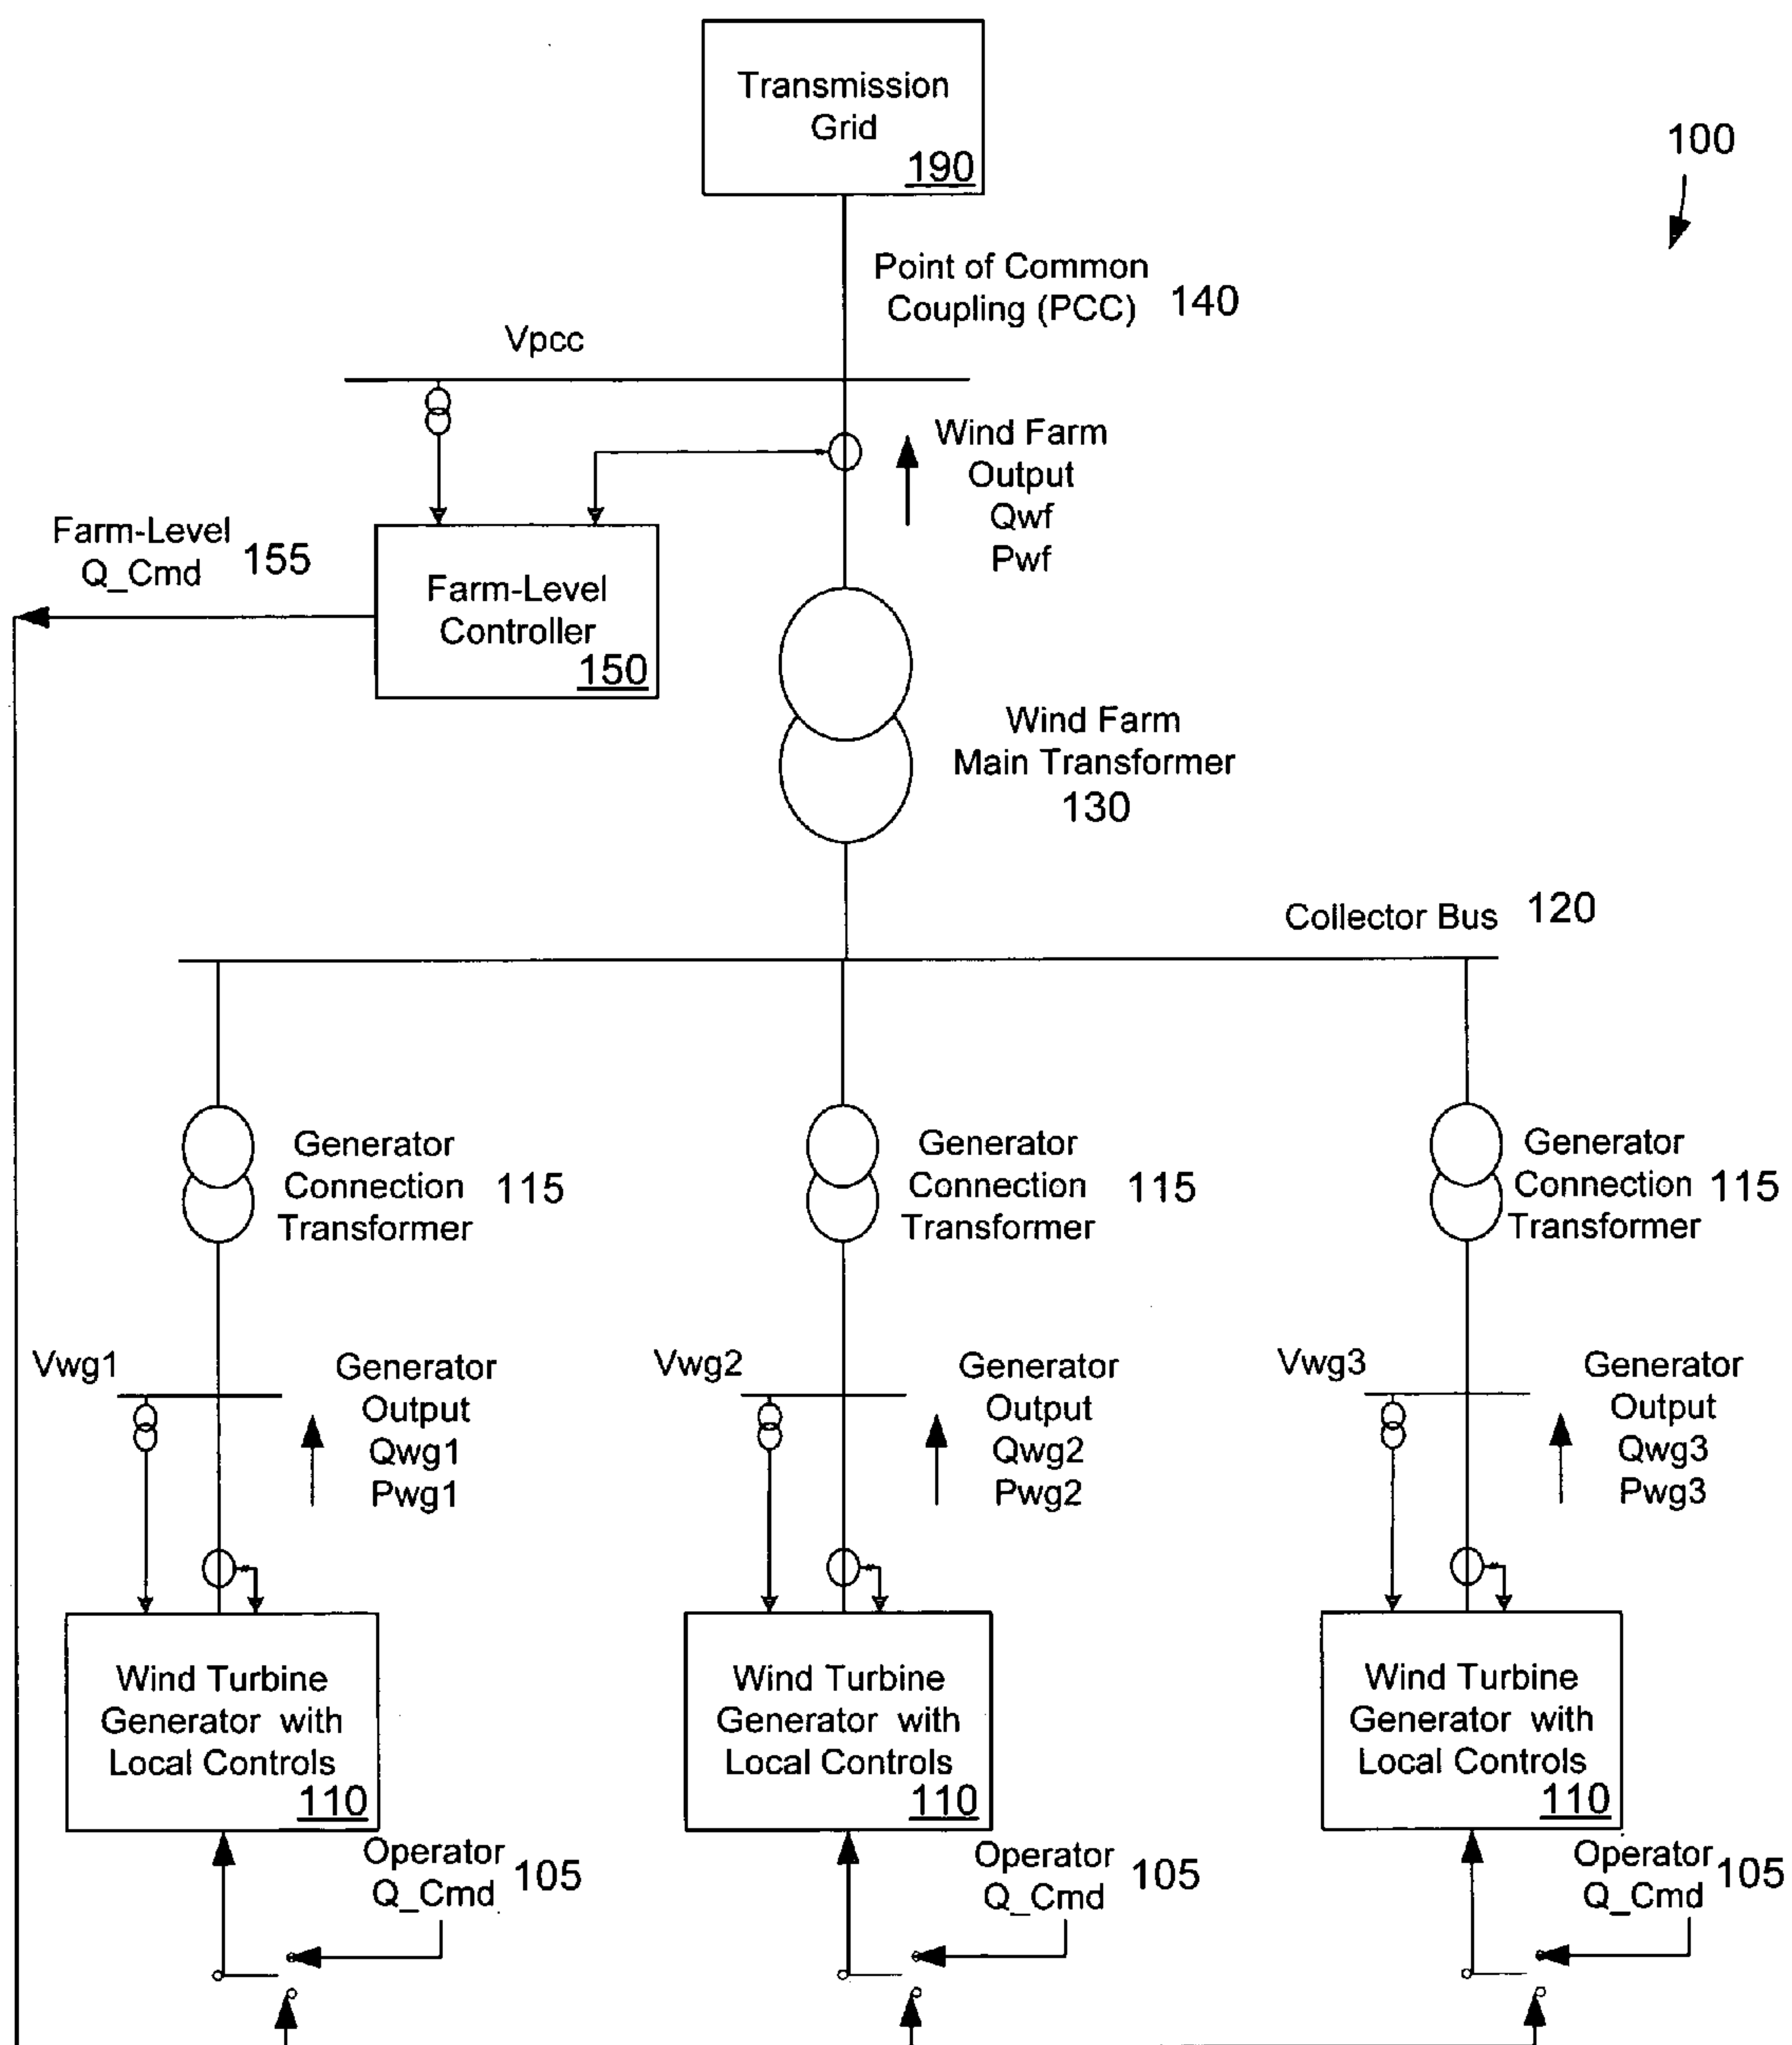 Transmission
Grid
190
100
Point of Common
Coupling (PCC) 140
Vpcc
Wind Farm
Output
Qwf
Pwf
Farm-Level
Q_Cmd 155
Farm-Level
Controller
150
Wind Farm
Main Transformer
130
Collector Bus 120
Generator
Connection 115
Transformer
Generator
Connection 115
Transformer
Generator
Connection 115
Transformer
Vwg1
Generator
Output
Qwg1
Pwg1
Vwg2
Generator
Output
Qwg2
Pwg2
Vwg3
Generator
Output
Qwg3
Pwg3
Wind Turbine
Generator with
Local Controls
110
Wind Turbine
Generator with
Local Controls
110
Wind Turbine
Generator with
Local Controls
110
Operator 105
Q_Cmd
Operator 105
Q_Cmd
Operator 105
Q_Cmd